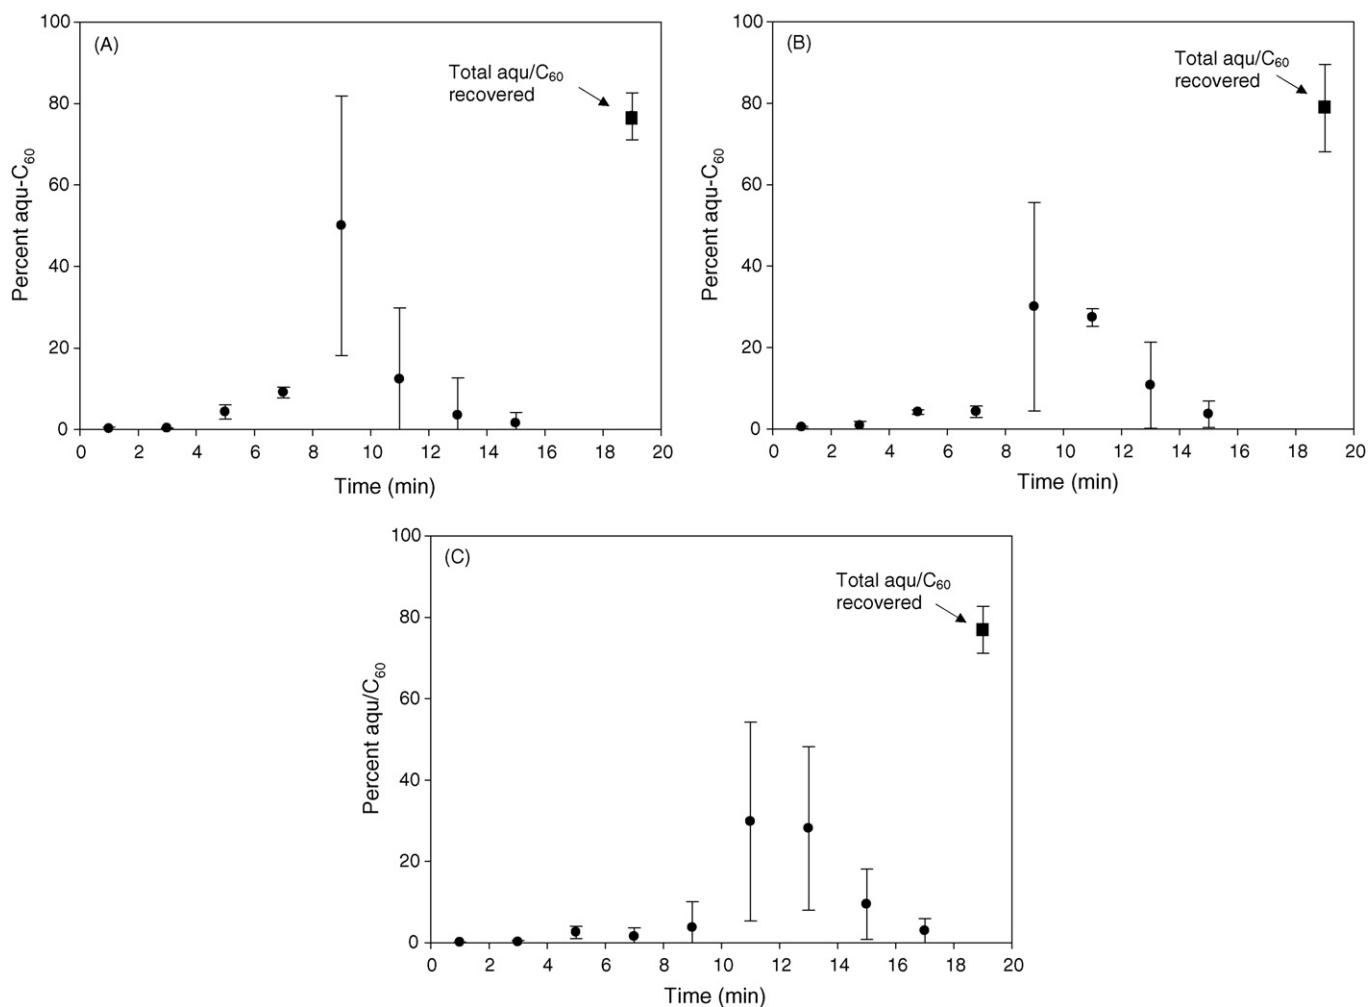 (A)
Total aqu/C60
recovered
Percent aqu-C60
100
80
60
40
20
0
0 2 4 6 8 10 12 14 16 18 20
Time (min)
(B)
Total aqu/C60
recovered
Percent aqu-C60
100
80
60
40
20
0
0 2 4 6 8 10 12 14 16 18 20
Time (min)
(C)
Total aqu/C60
recovered
Percent aqu/C60
100
80
60
40
20
0
0 2 4 6 8 10 12 14 16 18 20
Time (min)